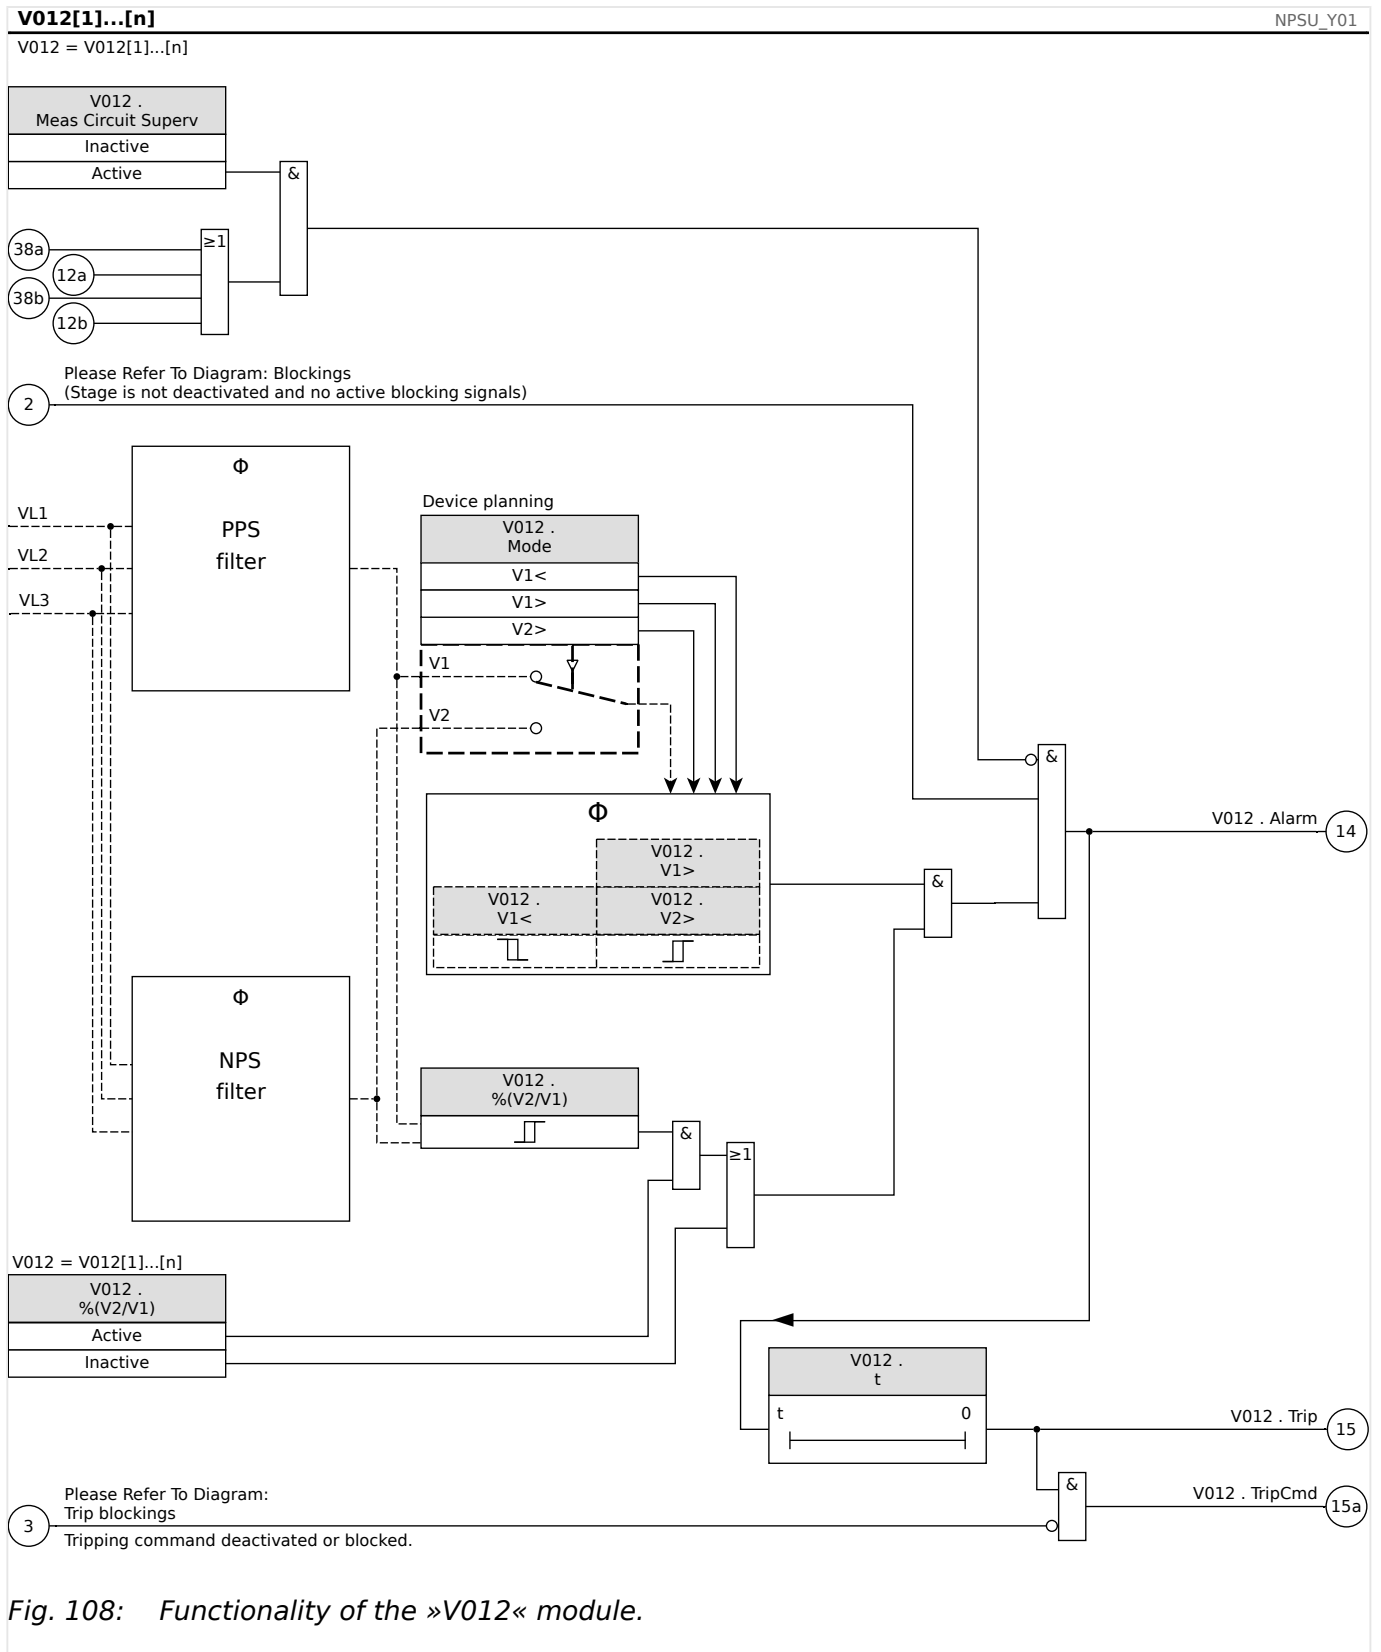 V012[1]...[n]
NPSU_Y01
V012 = V012[1]...[n]
V012 .
Meas Circuit Superv
Inactive
Active
&
≥1
38a
12a
38b
12b
Please Refer To Diagram: Blockings
(Stage is not deactivated and no active blocking signals)
2
Φ
PPS
filter
VL1
VL2
VL3
Device planning
V012 .
Mode
V1<
V1>
V2>
V1
V2
Φ
V012 .
V1>
V012 .
V1<
V012 .
V2>
&
&
V012 . Alarm
14
Φ
NPS
filter
V012 .
%(V2/V1)
&
≥1
V012 = V012[1]...[n]
V012 .
%(V2/V1)
Active
Inactive
V012 .
t
t
0
V012 . Trip
15
&
V012 . TripCmd
15a
Please Refer To Diagram:
Trip blockings
3
Tripping command deactivated or blocked.
Fig. 108: Functionality of the »V012« module.